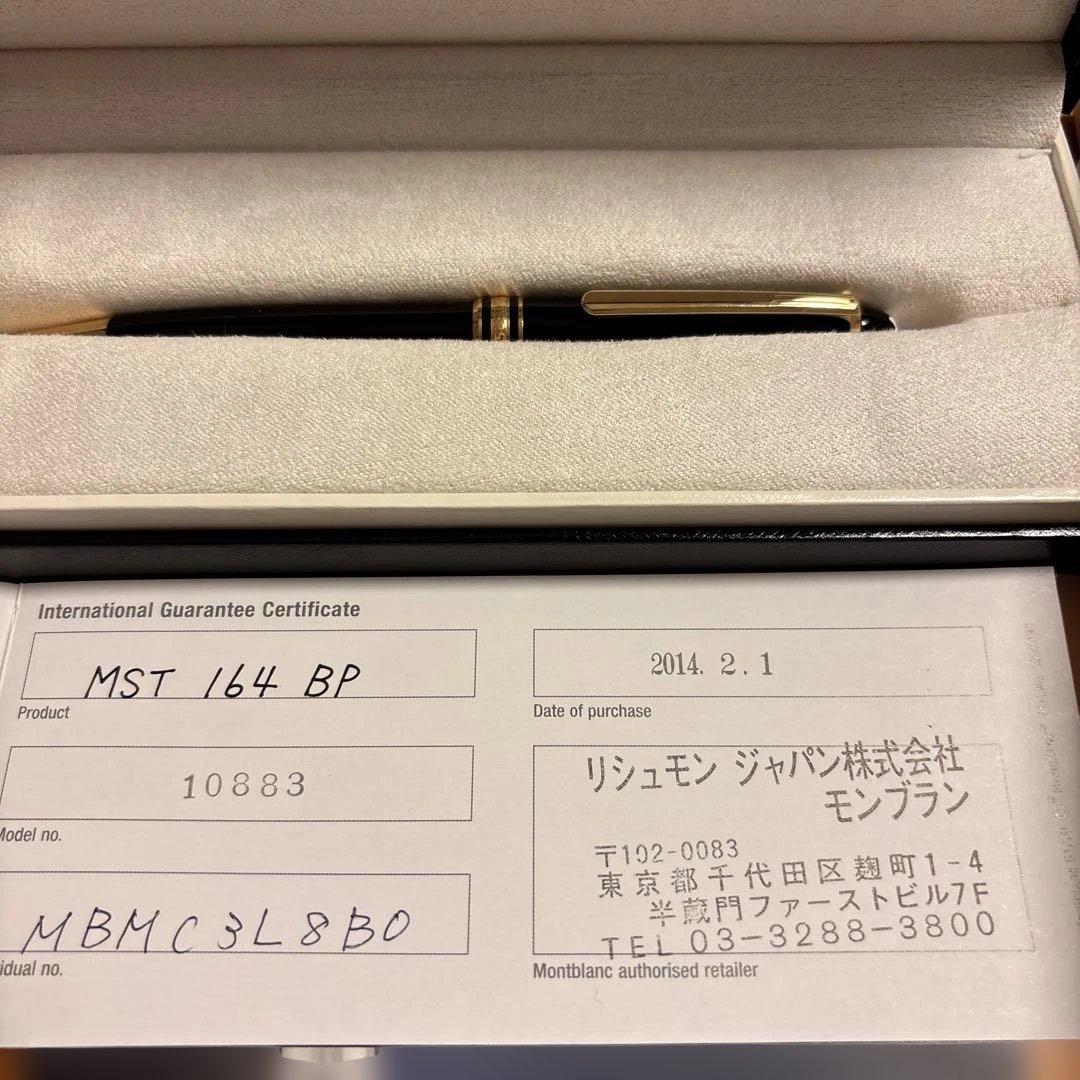 International Guarantee Certificate
MST 164 BP
Product
2014. 2. 1
Date of purchase
10883
Model no.
リシュモン ジャパン株式会社
モンブラン
〒102-0083
東京都千代田区麹町1-4
半蔵門ファーストビル7F
TEL 03-3288-3800
Montblanc authorised retailer
MBMC3L8B0
idual no.